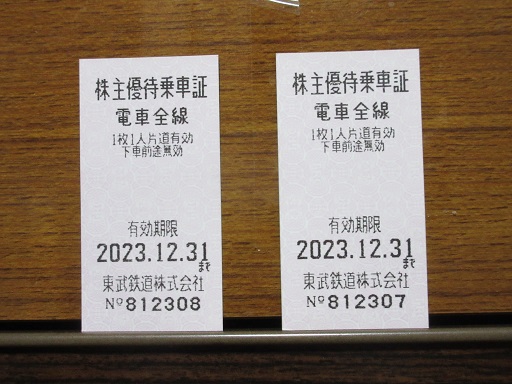 株主優待乗車証
電車全線
1枚1人片道有効
下車前途無効
有効期限
2023.12.31
まで
東武鉄道株式会社
No812308
株主優待乗車証
電車全線
1枚1人片道有効
下車前途無効
有効期限
2023.12.31
まで
東武鉄道株式会社
No812307